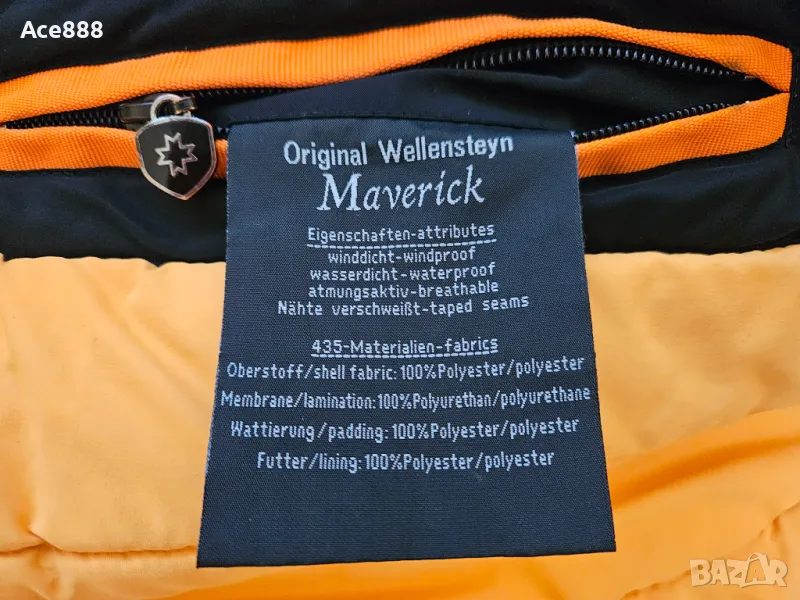 Ace888
Original Wellensteyn
Maverick
Eigenschaften-attributes
winddicht-windproof
wasserdicht-waterproof
atmungsaktiv-breathable
Nähte verschweißt-taped seams
435-Materialien-fabrics
Oberstoff/shell fabric: 100%Polyester/polyester
Membrane/lamination: 100%Polyurethan/polyurethane
Wattierung/padding: 100%Polyester/polyester
Futter/lining: 100%Polyester/polyester
BAZAR